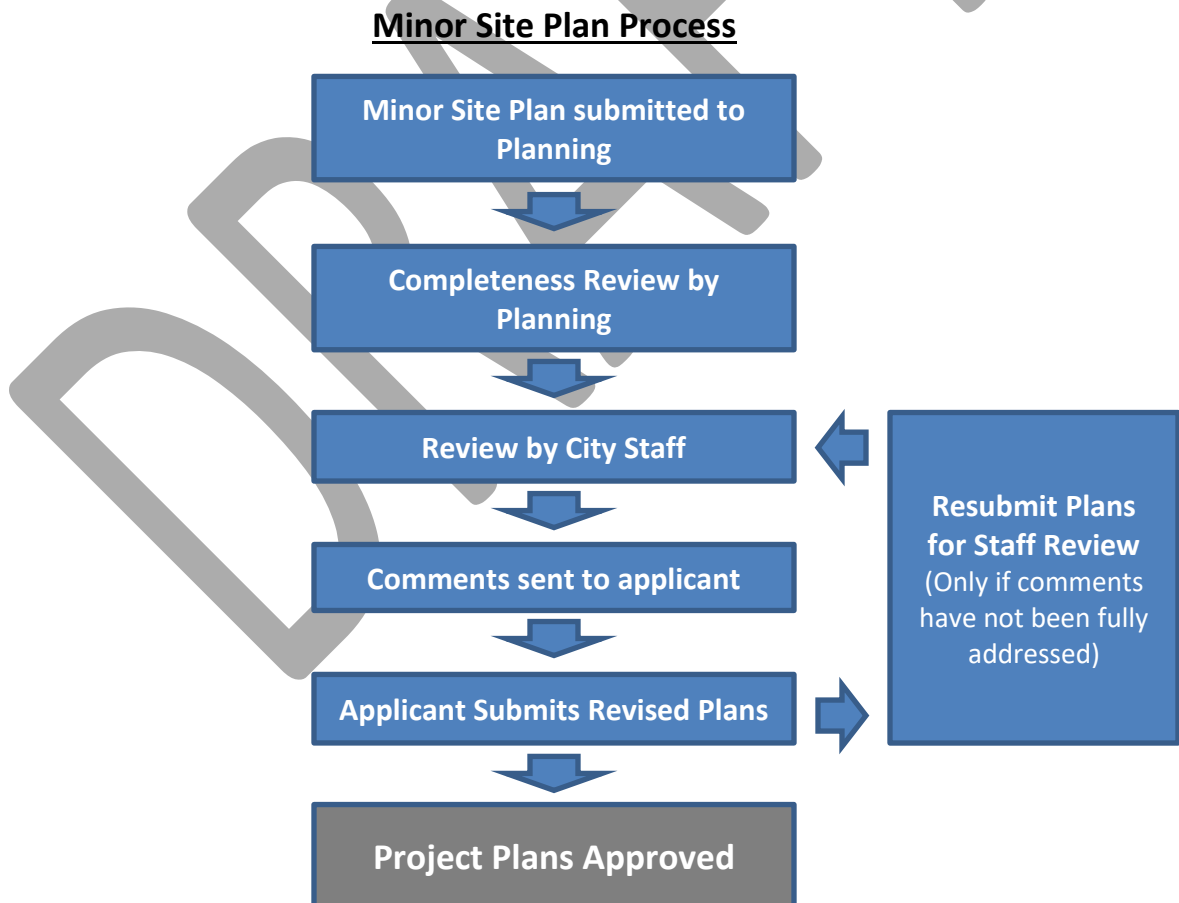 Minor Site Plan Process
Minor Site Plan submitted to
Planning
Completeness Review by
Planning
Review by City Staff
Comments sent to applicant
Applicant Submits Revised Plans
Project Plans Approved
Resubmit Plans
for Staff Review
(Only if comments
have not been fully
addressed)